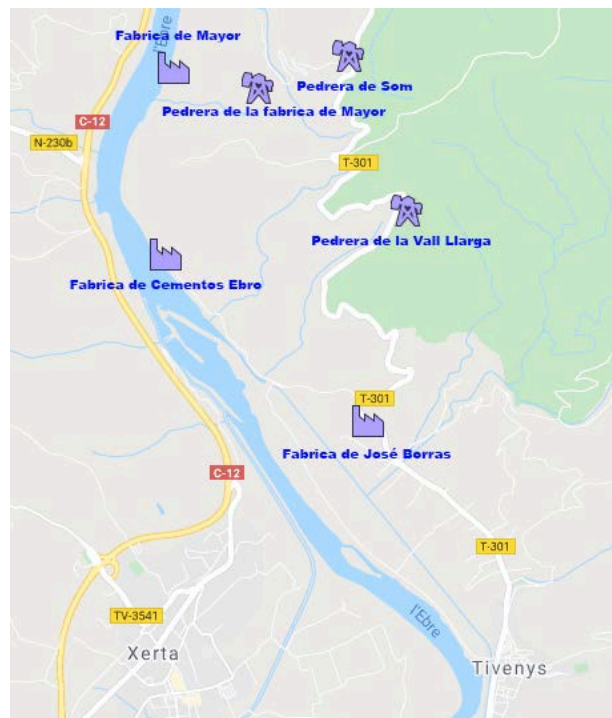 Fabrica de Mayor
l'Ebre
Pedrera de Som
Pedrera de la fabrica de Mayor
C-12
N-230b
T-301
Pedrera de la Vall Llarga
Fabrica de Cementos Ebro
T-301
Fabrica de José Borras
C-12
T-301
TV-3541
l'Ebre
Xerta
Tivenys